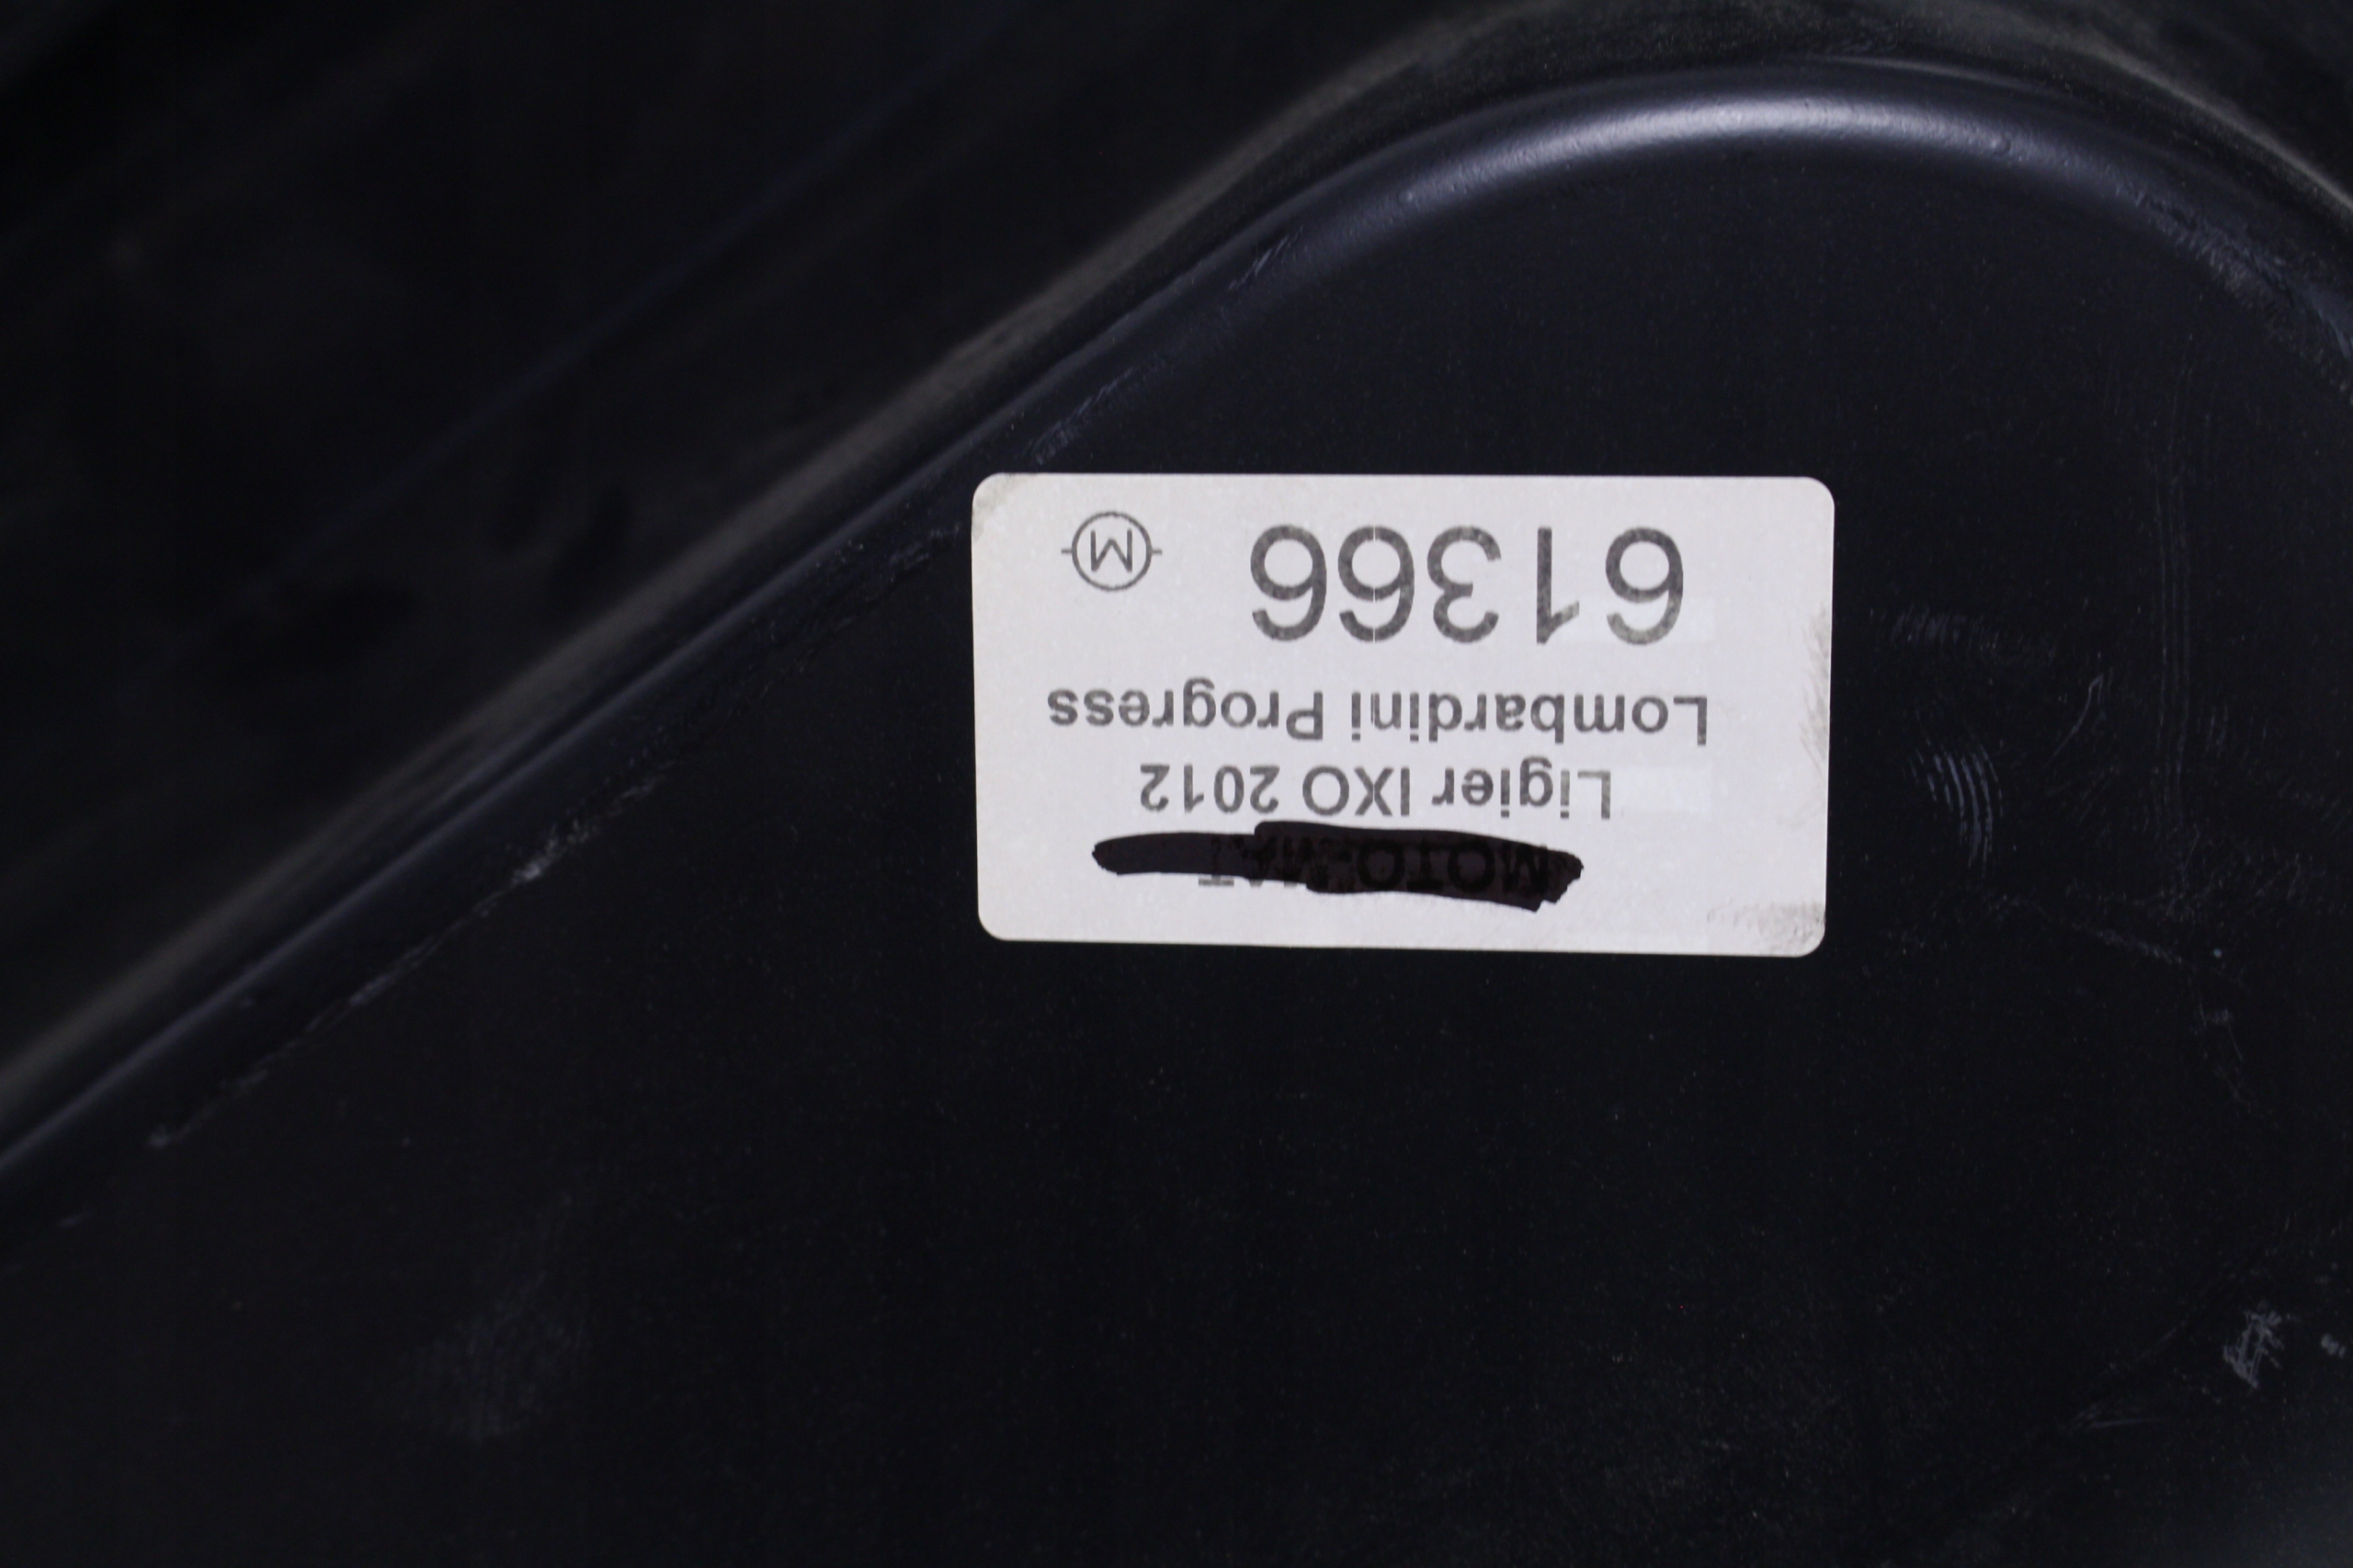 Ligier IXO 2012
Lombardini Progress
61366 M